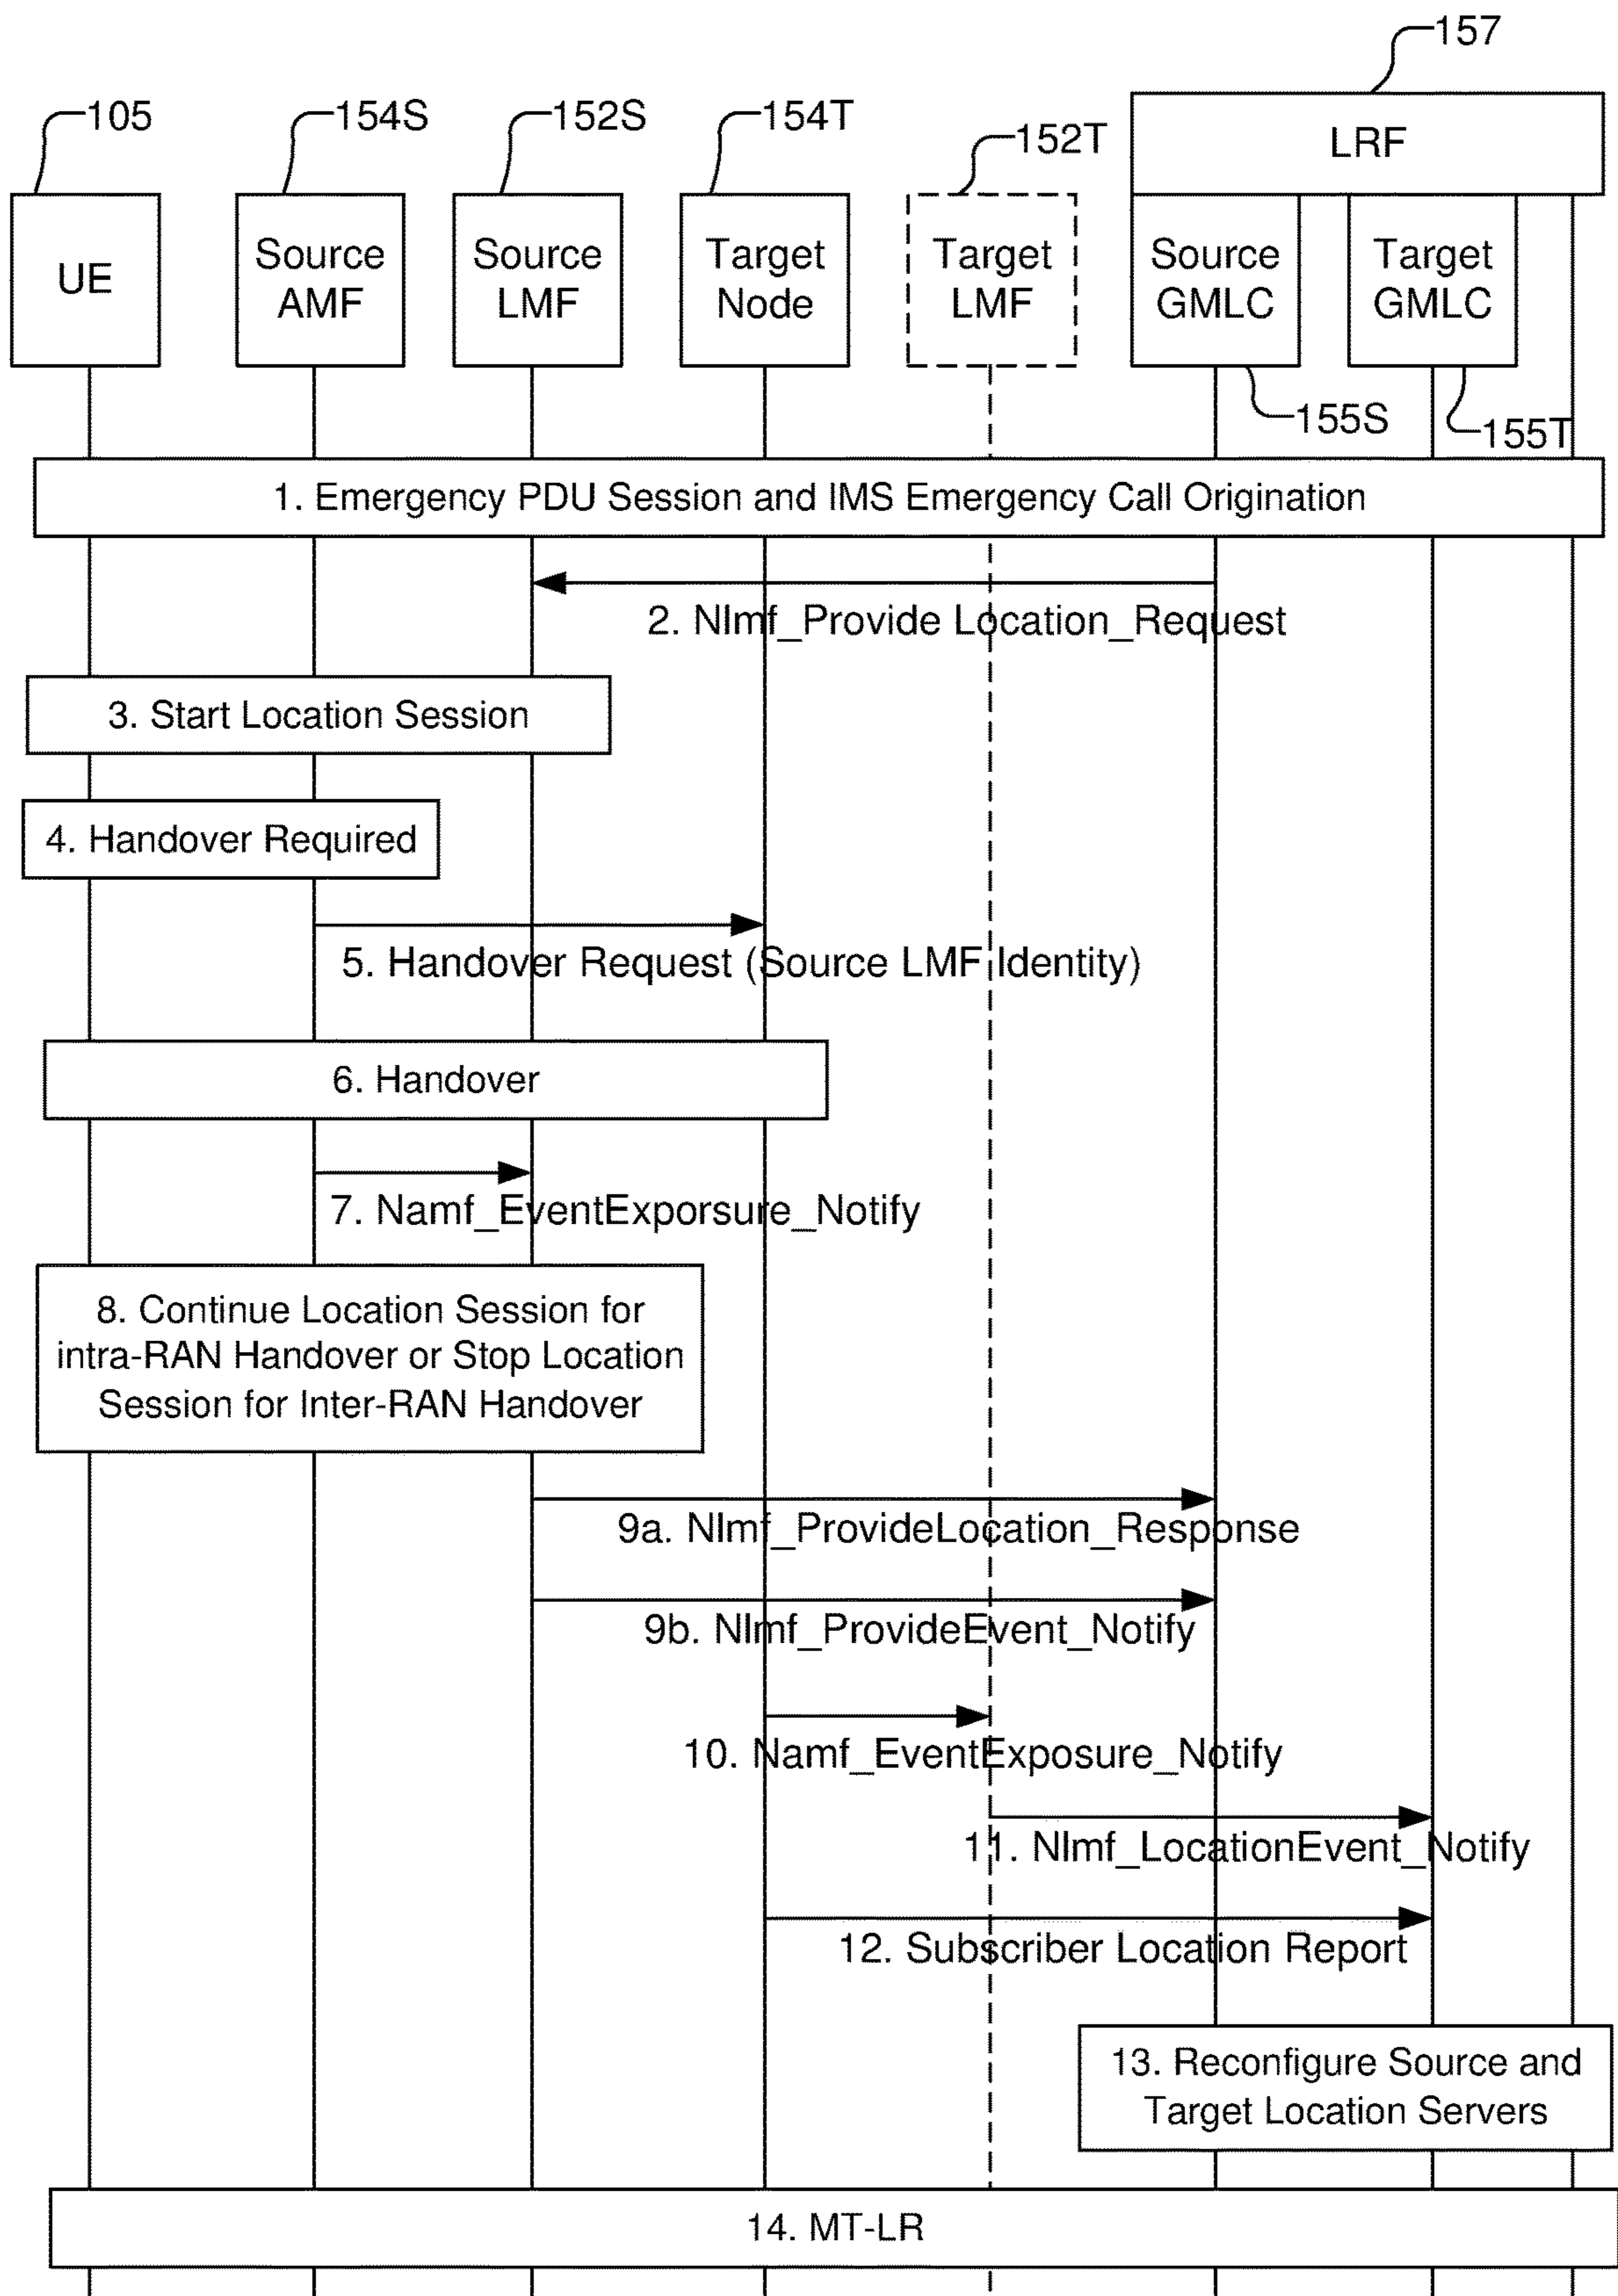 157
105
154S
152S
154T
152T
LRF
UE
Source
AMF
Source
LMF
Target
Node
Target
LMF
Source
GMLC
Target
GMLC
155S
155T
1. Emergency PDU Session and IMS Emergency Call Origination
2. Nlmf_Provide Location_Request
3. Start Location Session
4. Handover Required
5. Handover Request (Source LMF Identity)
6. Handover
7. Namf_EventExporsure_Notify
8. Continue Location Session for
intra-RAN Handover or Stop Location
Session for Inter-RAN Handover
9a. Nlmf_ProvideLocation_Response
9b. Nlmf_ProvideEvent_Notify
10. Namf_EventExposure_Notify
11. Nlmf_LocationEvent_Notify
12. Subscriber Location Report
13. Reconfigure Source and
Target Location Servers
14. MT-LR